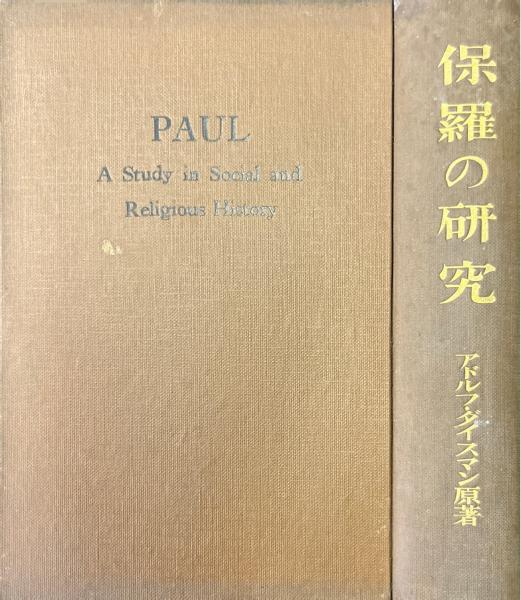 PAUL
A Study in Social and
Religious History
保羅の研究
アドルフ・ダイスマン原著